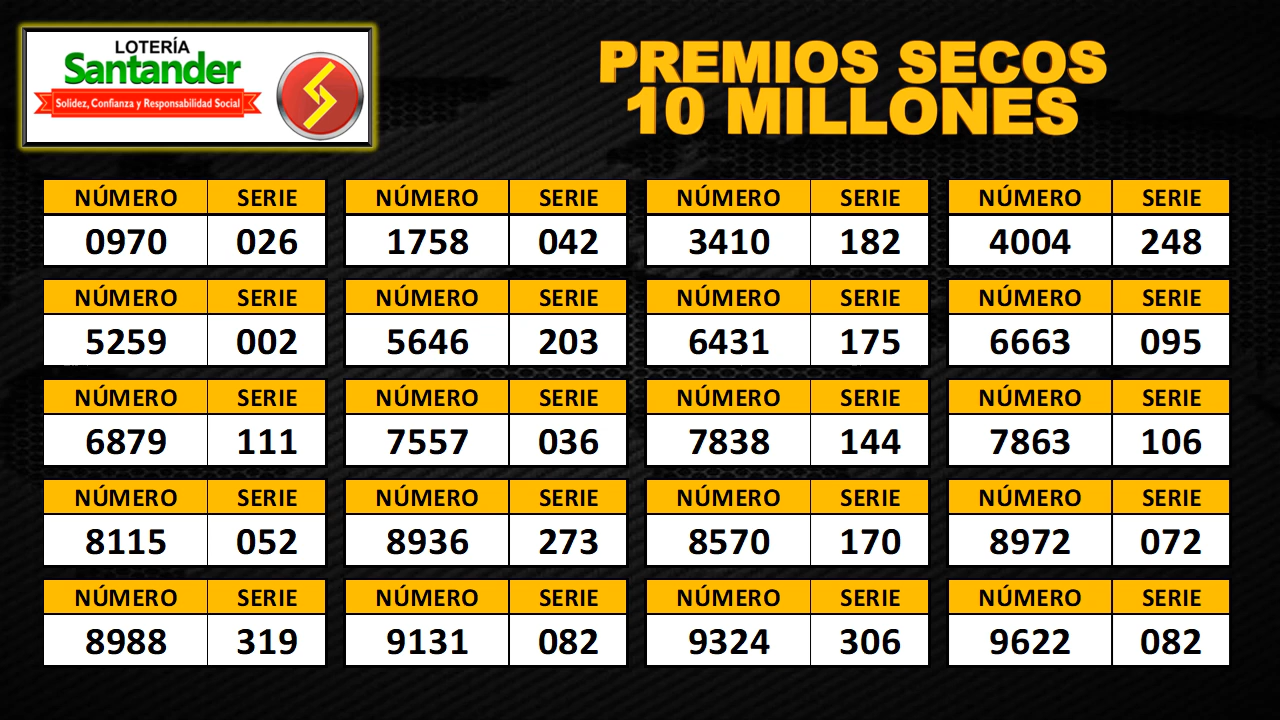 LOTERÍA
Santander
Solidez, Confianza y Responsabilidad Social
PREMIOS SECOS
10 MILLONES
NÚMERO SERIE NÚMERO SERIE NÚMERO SERIE NÚMERO SERIE
0970 026 1758 042 3410 182 4004 248
NÚMERO SERIE NÚMERO SERIE NÚMERO SERIE NÚMERO SERIE
5259 002 5646 203 6431 175 6663 095
NÚMERO SERIE NÚMERO SERIE NÚMERO SERIE NÚMERO SERIE
6879 111 7557 036 7838 144 7863 106
NÚMERO SERIE NÚMERO SERIE NÚMERO SERIE NÚMERO SERIE
8115 052 8936 273 8570 170 8972 072
NÚMERO SERIE NÚMERO SERIE NÚMERO SERIE NÚMERO SERIE
8988 319 9131 082 9324 306 9622 082